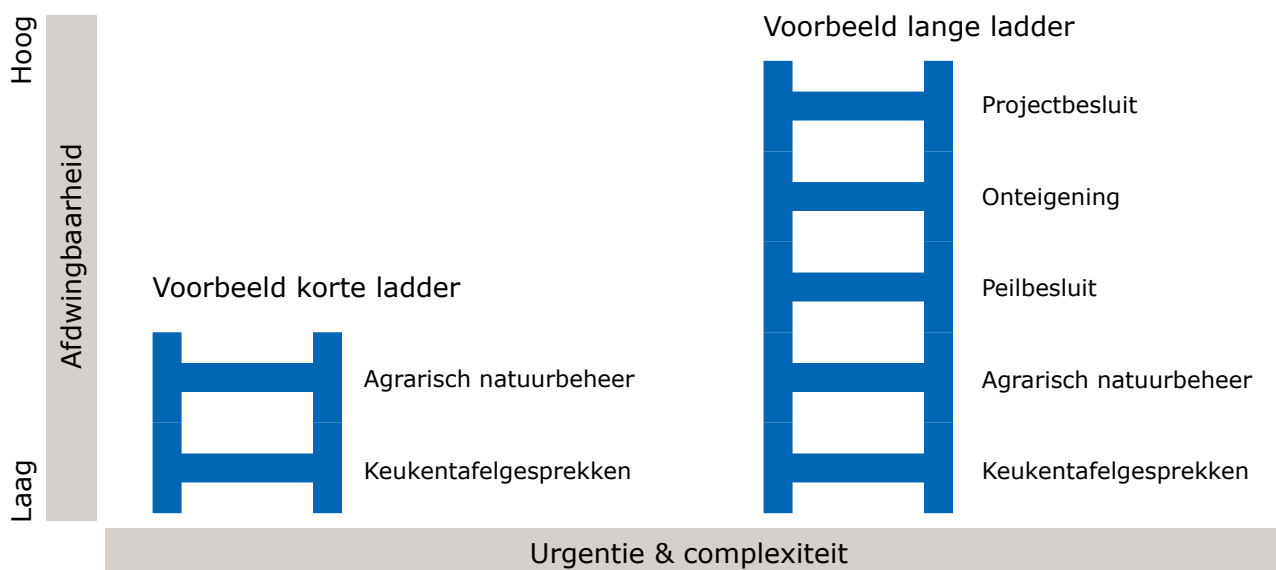 Hoog
Afdwingbaarheid
Laag
Voorbeeld korte ladder
Agrarisch natuurbeheer
Keukentafelgesprekken
Voorbeeld lange ladder
Projectbesluit
Onteigening
Peilbesluit
Agrarisch natuurbeheer
Keukentafelgesprekken
Urgentie & complexiteit